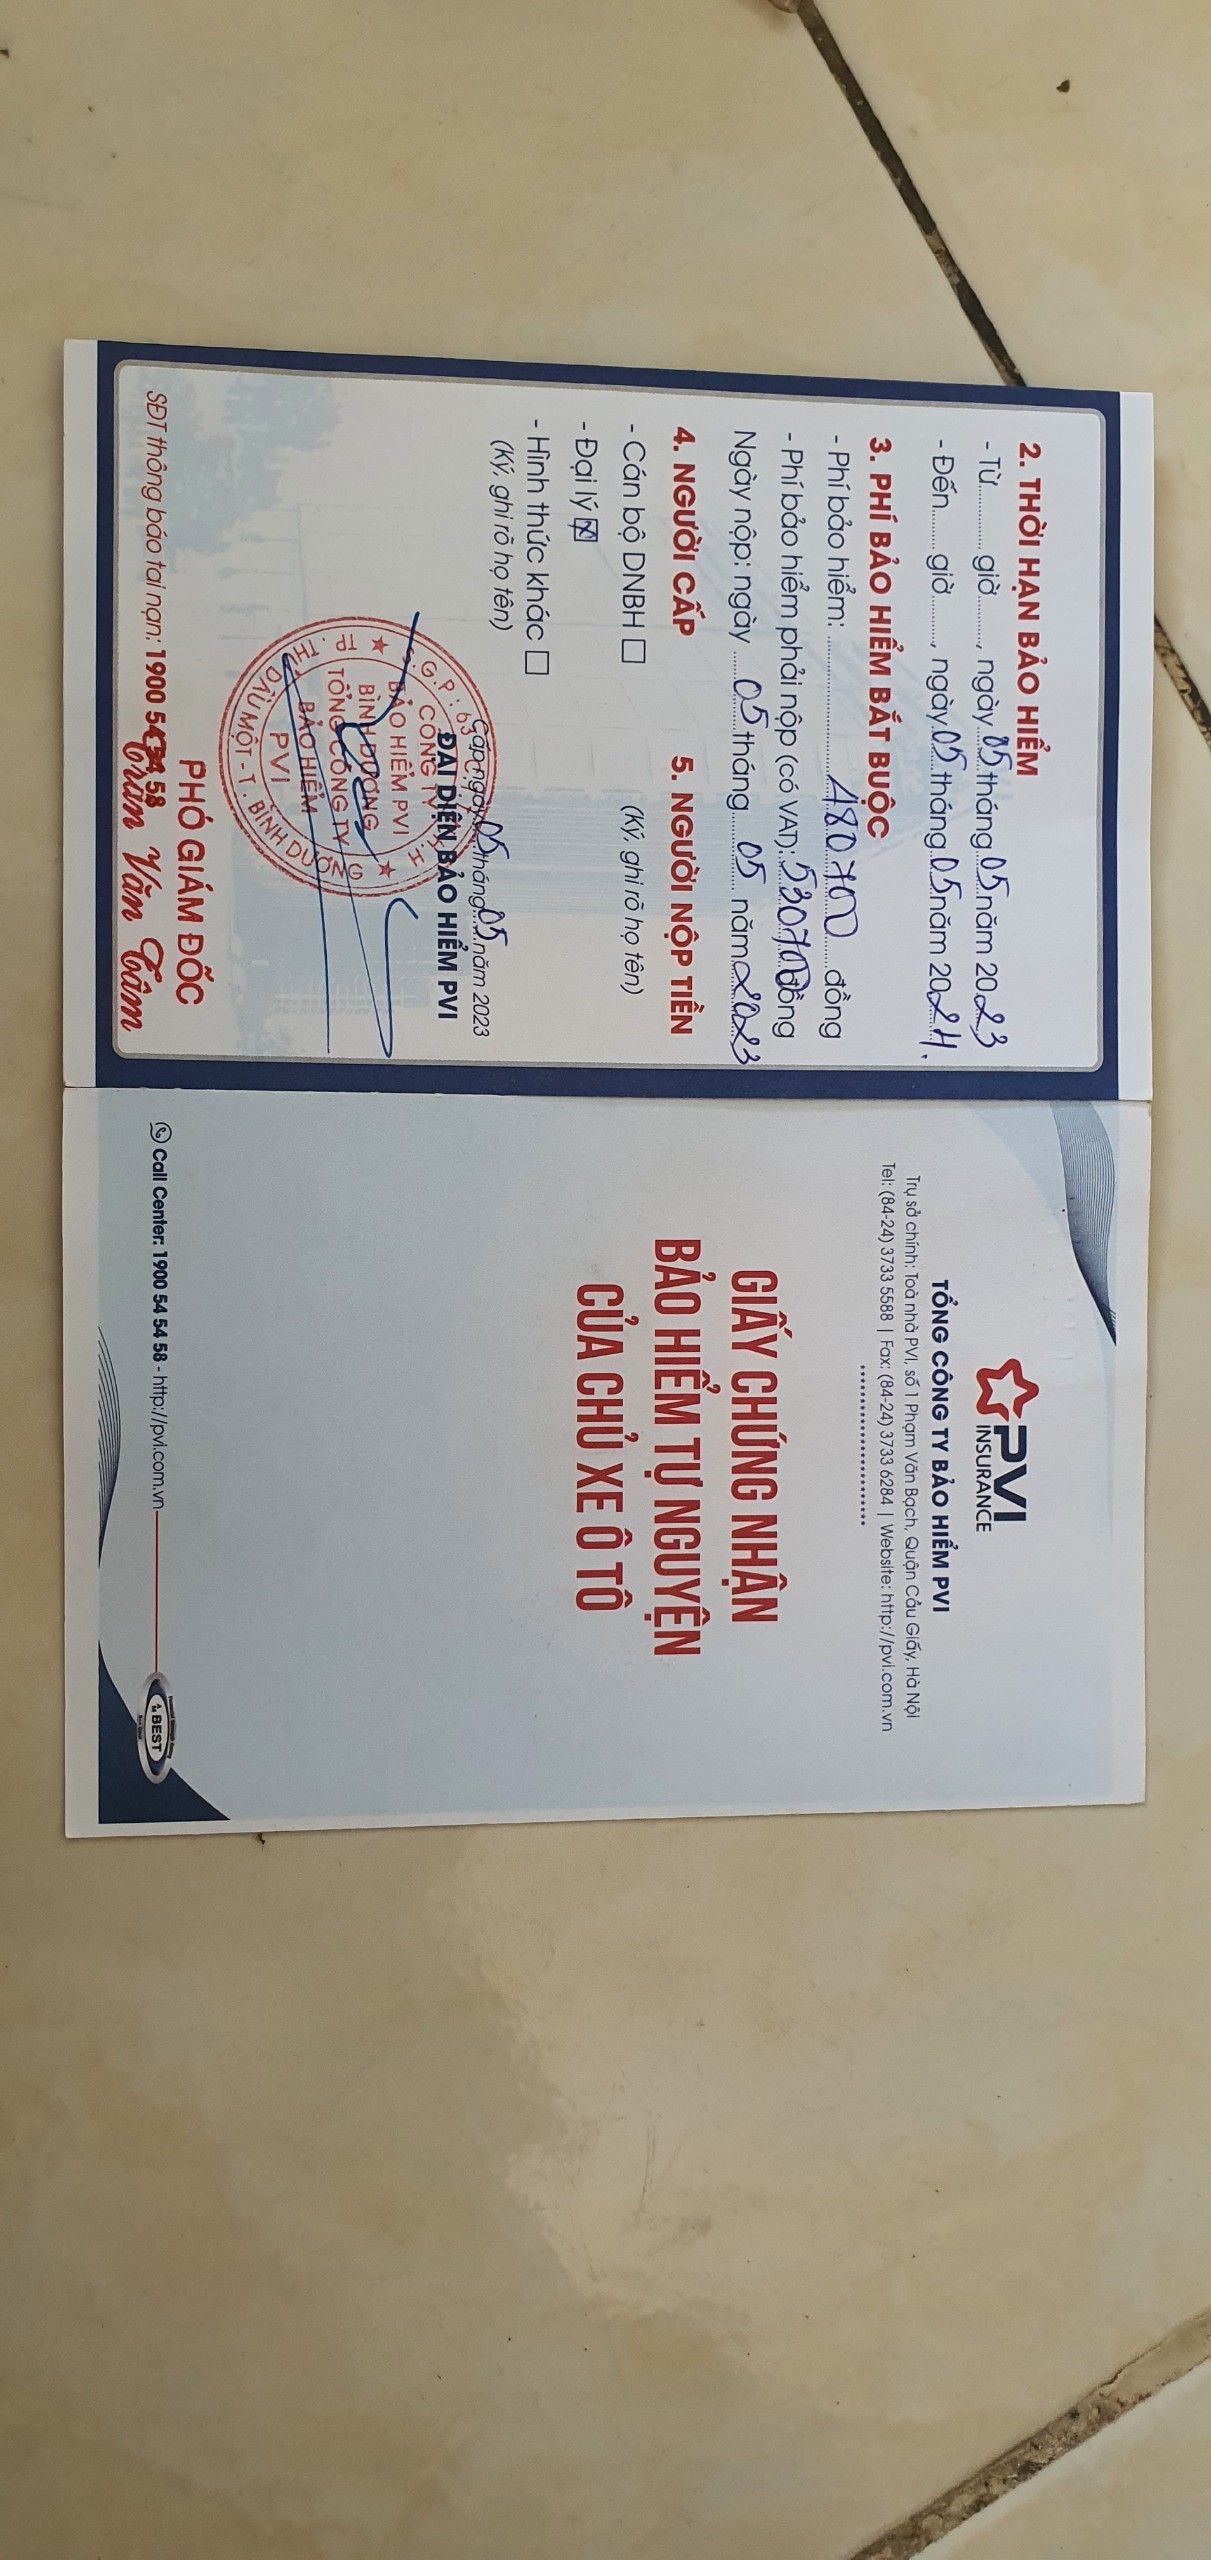 2. THỜI HẠN BẢO HIỂM
- Từ........ giờ........, ngày 05 tháng 05 năm 2023
- Đến....... giờ........, ngày 05 tháng 05 năm 2024.
3. PHÍ BẢO HIỂM BẮT BUỘC
- Phí bảo hiểm: ........ 480700 ........ đồng
- Phí bảo hiểm phải nộp (có VAT): 530700 đồng
Ngày nộp: ngày 05 tháng 05 năm 2023
4. NGƯỜI CẤP
- Cán bộ DNBH ☐
- Đại lý ☒
- Hình thức khác ☐
(Ký, ghi rõ họ tên)
5. NGƯỜI NỘP TIỀN
(Ký, ghi rõ họ tên)
Cấp ngày 05 tháng 05 năm 2023
ĐẠI DIỆN BẢO HIỂM PVI
CÔNG TY
BẢO HIỂM PVI
BÌNH DƯƠNG
TỔNG CÔNG TY
BẢO HIỂM
PVI
TP. THỦ DẦU MỘT - T. BÌNH DƯƠNG
PHÓ GIÁM ĐỐC
Văn Tâm
SĐT thông báo tai nạn: 1900 54 54 58
PVI
INSURANCE
TỔNG CÔNG TY BẢO HIỂM PVI
Trụ sở chính: Toà nhà PVI, số 1 Phạm Văn Bạch, Quận Cầu Giấy, Hà Nội
Tel: (84-24) 3733 5588 | Fax: (84-24) 3733 6284 | Website: http://pvi.com.vn
GIẤY CHỨNG NHẬN
BẢO HIỂM TỰ NGUYỆN
CỦA CHỦ XE Ô TÔ
Call Center: 1900 54 54 58 - http://pvi.com.vn
BEST